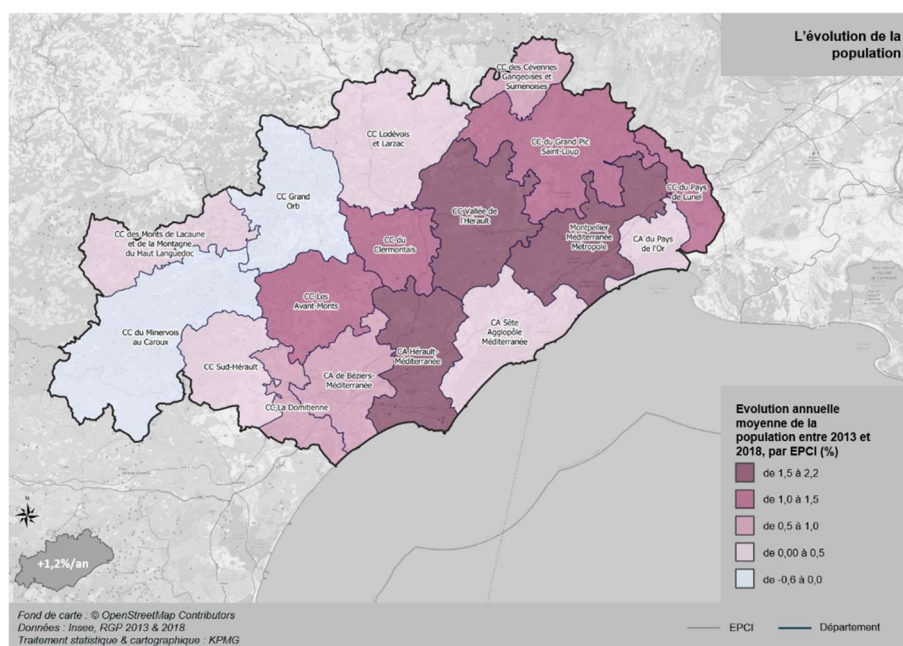 L'évolution de la
population
CC des Cévennes
Gangeoises et
Suménoises
CC Lodévois
et Larzac
CC du Grand Pic
Saint-Loup
CC Grand
Orb
CC Vallée de
l'Hérault
CC du Pays
de Lunel
CC des Monts de Lacaune
et de la Montagne
du Haut Languedoc
CC du
Clermontais
Montpellier
Méditerranée
Métropole
CA du Pays
de l'Or
CC Les
Avant-Monts
CC du Minervois
au Caroux
CA Sète
Agglopôle
Méditerranée
CA Hérault-
Méditerranée
CC Sud-Hérault
CA de Béziers-
Méditerranée
CC La Domitienne
Evolution annuelle
moyenne de la
population entre 2013 et
2018, par EPCI (%)
de 1,5 à 2,2
de 1,0 à 1,5
de 0,5 à 1,0
de 0,00 à 0,5
de -0,6 à 0,0
N
+1,2%/an
Fond de carte : © OpenStreetMap Contributors
Données : Insee, RGP 2013 & 2018
Traitement statistique & cartographique : KPMG
EPCI
Département